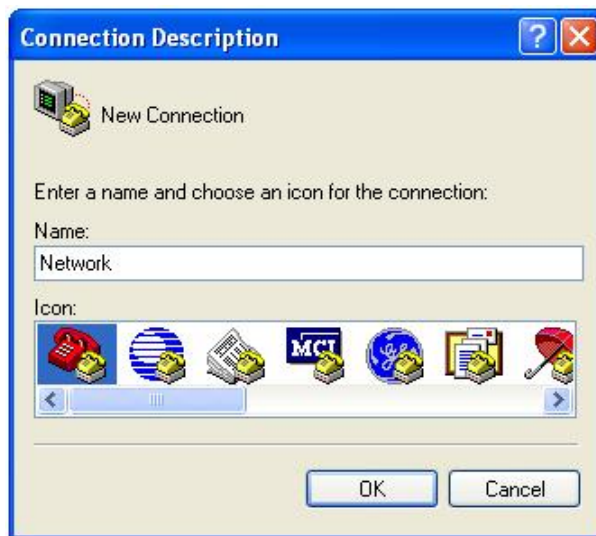 Connection Description
New Connection
Enter a name and choose an icon for the connection:
Name:
Network
Icon:
MCI
OK
Cancel